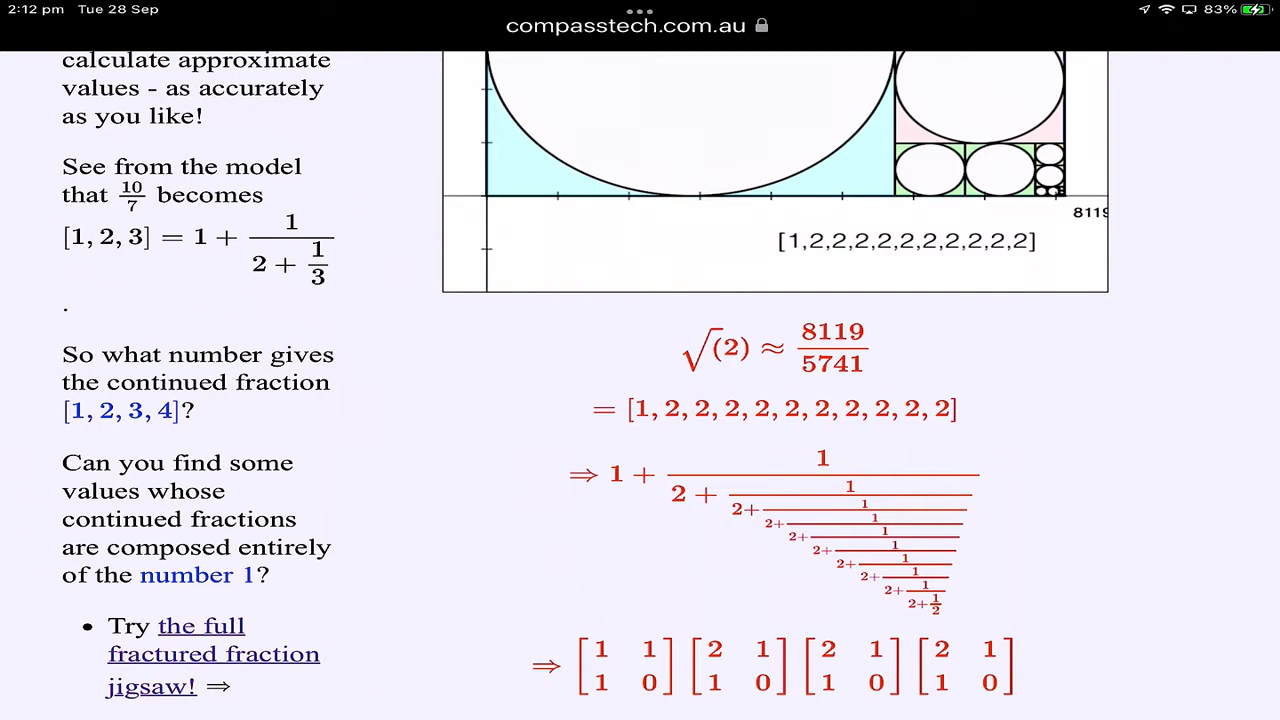 2:12 pm Tue 28 Sep
83%
compasstech.com.au
calculate approximate
values - as accurately
as you like!
See from the model
that 10/7 becomes
[1, 2, 3] = 1 + 1/(2 + 1/3)
.
So what number gives
the continued fraction
[1, 2, 3, 4]?
Can you find some
values whose
continued fractions
are composed entirely
of the number 1?
• Try the full
fractured fraction
jigsaw! ⇒
8119
[1,2,2,2,2,2,2,2,2,2,2]
√(2) ≈ 8119/5741
= [1, 2, 2, 2, 2, 2, 2, 2, 2, 2, 2]
⇒ 1 + 1/(2 + 1/(2+1/(2+1/(2+1/(2+1/(2+1/(2+1/(2+1/(2+1/2)))))))))
⇒ [1 1; 1 0] [2 1; 1 0] [2 1; 1 0] [2 1; 1 0]